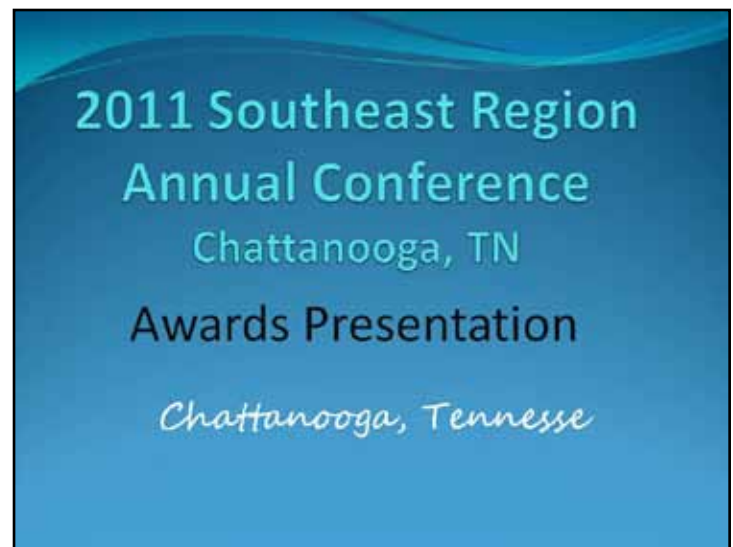 2011 Southeast Region
Annual Conference
Chattanooga, TN
Awards Presentation
Chattanooga, Tennesse